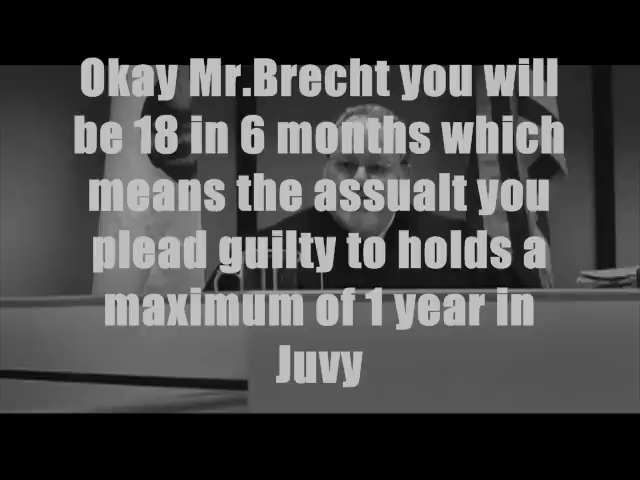 Okay Mr.Brecht you will
be 18 in 6 months which
means the assualt you
plead guilty to holds a
maximum of 1 year in
Juvy